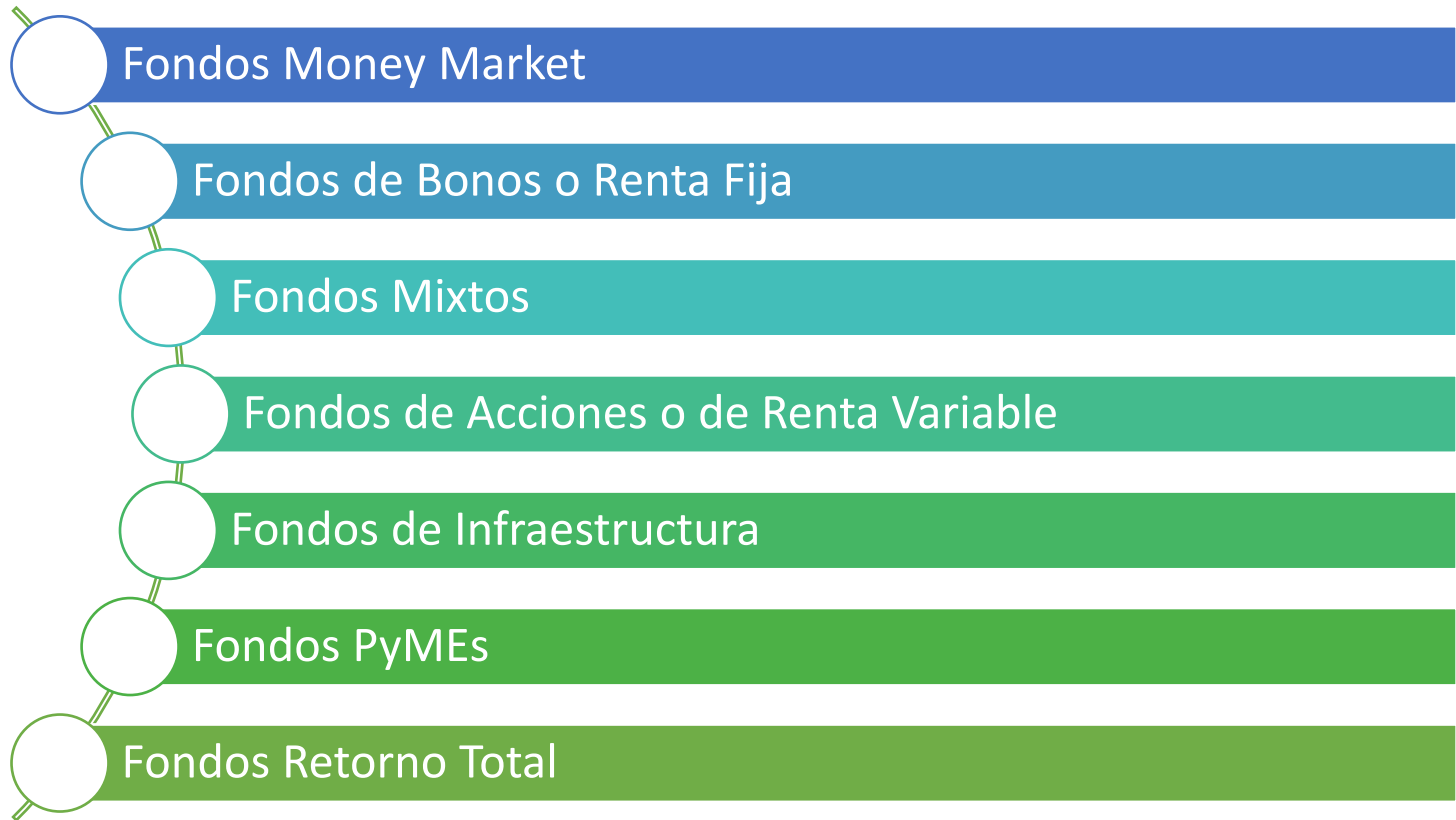 Fondos Money Market
Fondos de Bonos o Renta Fija
Fondos Mixtos
Fondos de Acciones o de Renta Variable
Fondos de Infraestructura
Fondos PyMEs
Fondos Retorno Total